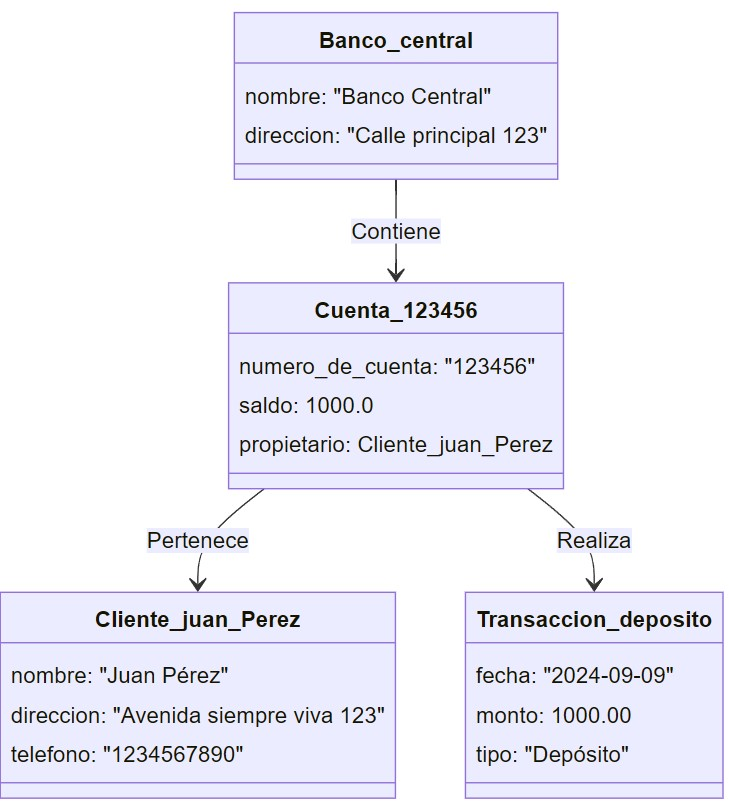 Banco_central
nombre: "Banco Central"
direccion: "Calle principal 123"
Contiene
Cuenta_123456
numero_de_cuenta: "123456"
saldo: 1000.0
propietario: Cliente_juan_Perez
Pertenece
Realiza
Cliente_juan_Perez
nombre: "Juan Pérez"
direccion: "Avenida siempre viva 123"
telefono: "1234567890"
Transaccion_deposito
fecha: "2024-09-09"
monto: 1000.00
tipo: "Depósito"